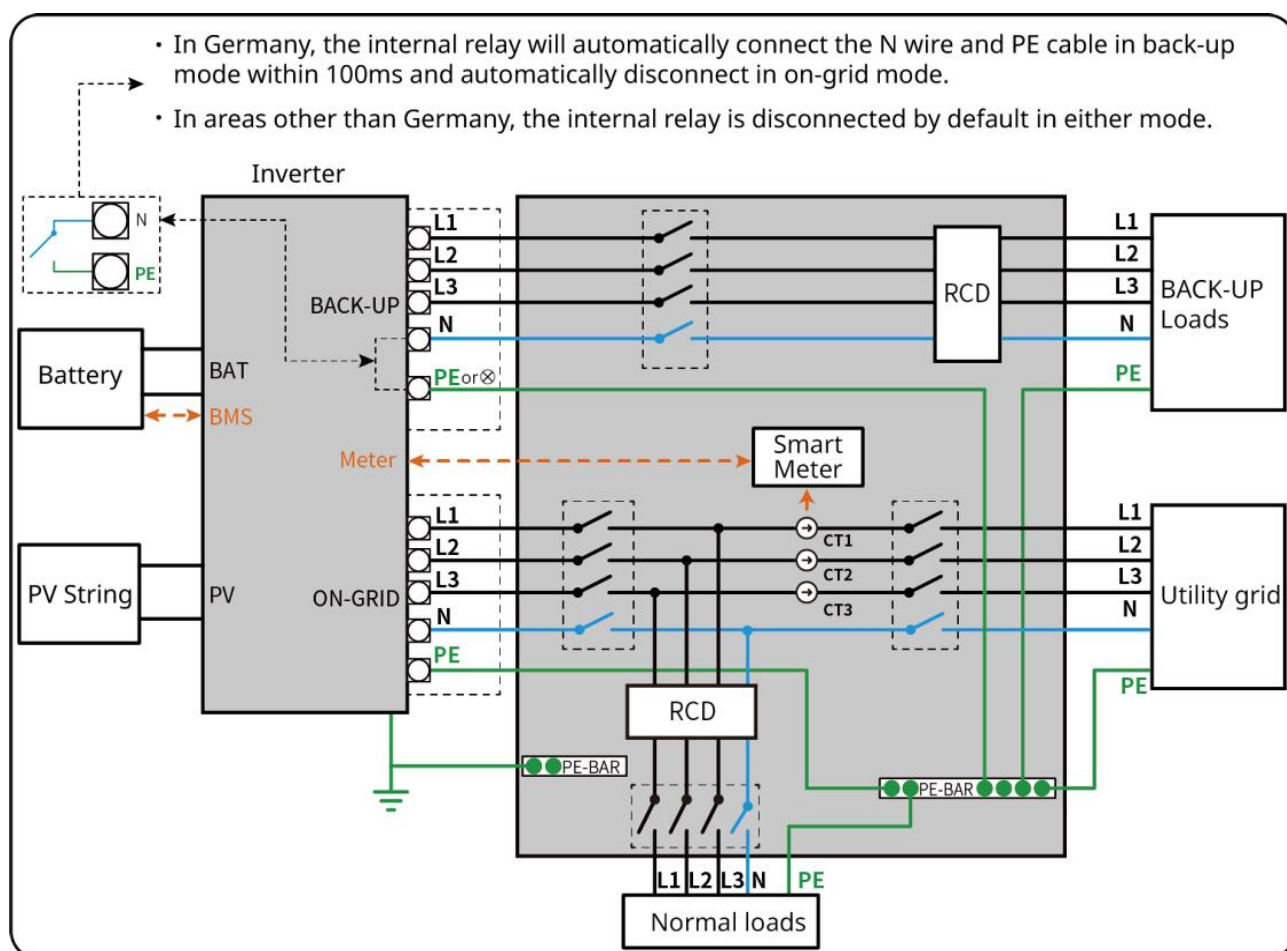 · In Germany, the internal relay will automatically connect the N wire and PE cable in back-up
mode within 100ms and automatically disconnect in on-grid mode.
· In areas other than Germany, the internal relay is disconnected by default in either mode.
Inverter
N
PE
L1
L2
L3
N
PE or⊗
BACK-UP
RCD
L1
L2
L3
N
PE
BACK-UP
Loads
Battery
BAT
BMS
Meter
Smart
Meter
PV String
PV
ON-GRID
L1
L2
L3
N
PE
CT1
CT2
CT3
L1
L2
L3
N
PE
Utility grid
RCD
PE-BAR
PE-BAR
L1 L2 L3 N PE
Normal loads